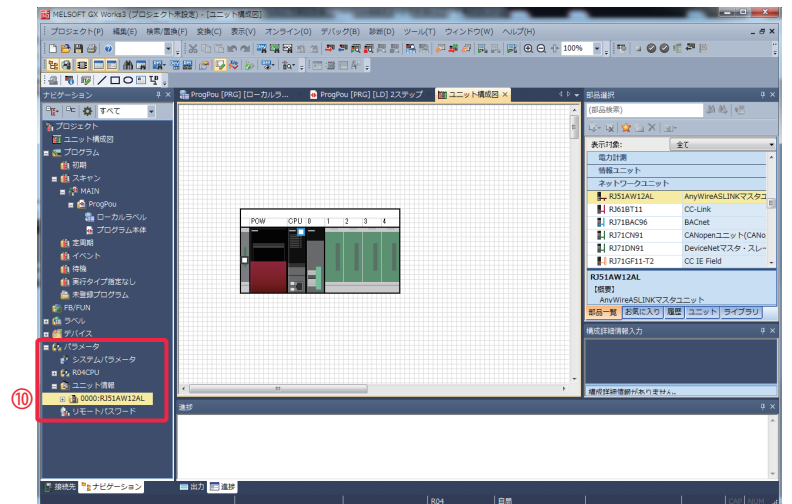 MELSOFT GX Works3 (プロジェクト未設定) - [ユニット構成図]
プロジェクト(P) 編集(E) 検索/置換(F) 変換(C) 表示(V) オンライン(O) デバッグ(B) 診断(D) ツール(T) ウィンドウ(W) ヘルプ(H)
100%
ナビゲーション
すべて
プロジェクト
ユニット構成図
プログラム
初期
スキャン
MAIN
ProgPou
ローカルラベル
プログラム本体
定周期
イベント
待機
実行タイプ指定なし
未登録プログラム
FB/FUN
ラベル
デバイス
パラメータ
システムパラメータ
R04CPU
ユニット情報
0000:RJ51AW12AL
リモートパスワード
⑩
接続先 ナビゲーション
ProgPou [PRG] [ローカルラ... ProgPou [PRG] [LD] 2ステップ ユニット構成図
POW CPU 0 1 2 3 4
部品選択
(部品検索)
表示対象: 全て
電力計測
情報ユニット
ネットワークユニット
RJ51AW12AL AnyWireASLINKマスタユ
RJ61BT11 CC-Link
RJ71BAC96 BACnet
RJ71CN91 CANopenユニット(CANo
RJ71DN91 DeviceNetマスタ・スレー
RJ71GF11-T2 CC IE Field
RJ51AW12AL
【概要】
AnyWireASLINKマスタユニット
部品一覧 お気に入り 履歴 ユニット ライブラリ
構成詳細情報入力
構成詳細情報がありません。
進捗
出力 進捗
R04 自局 CAP NUM